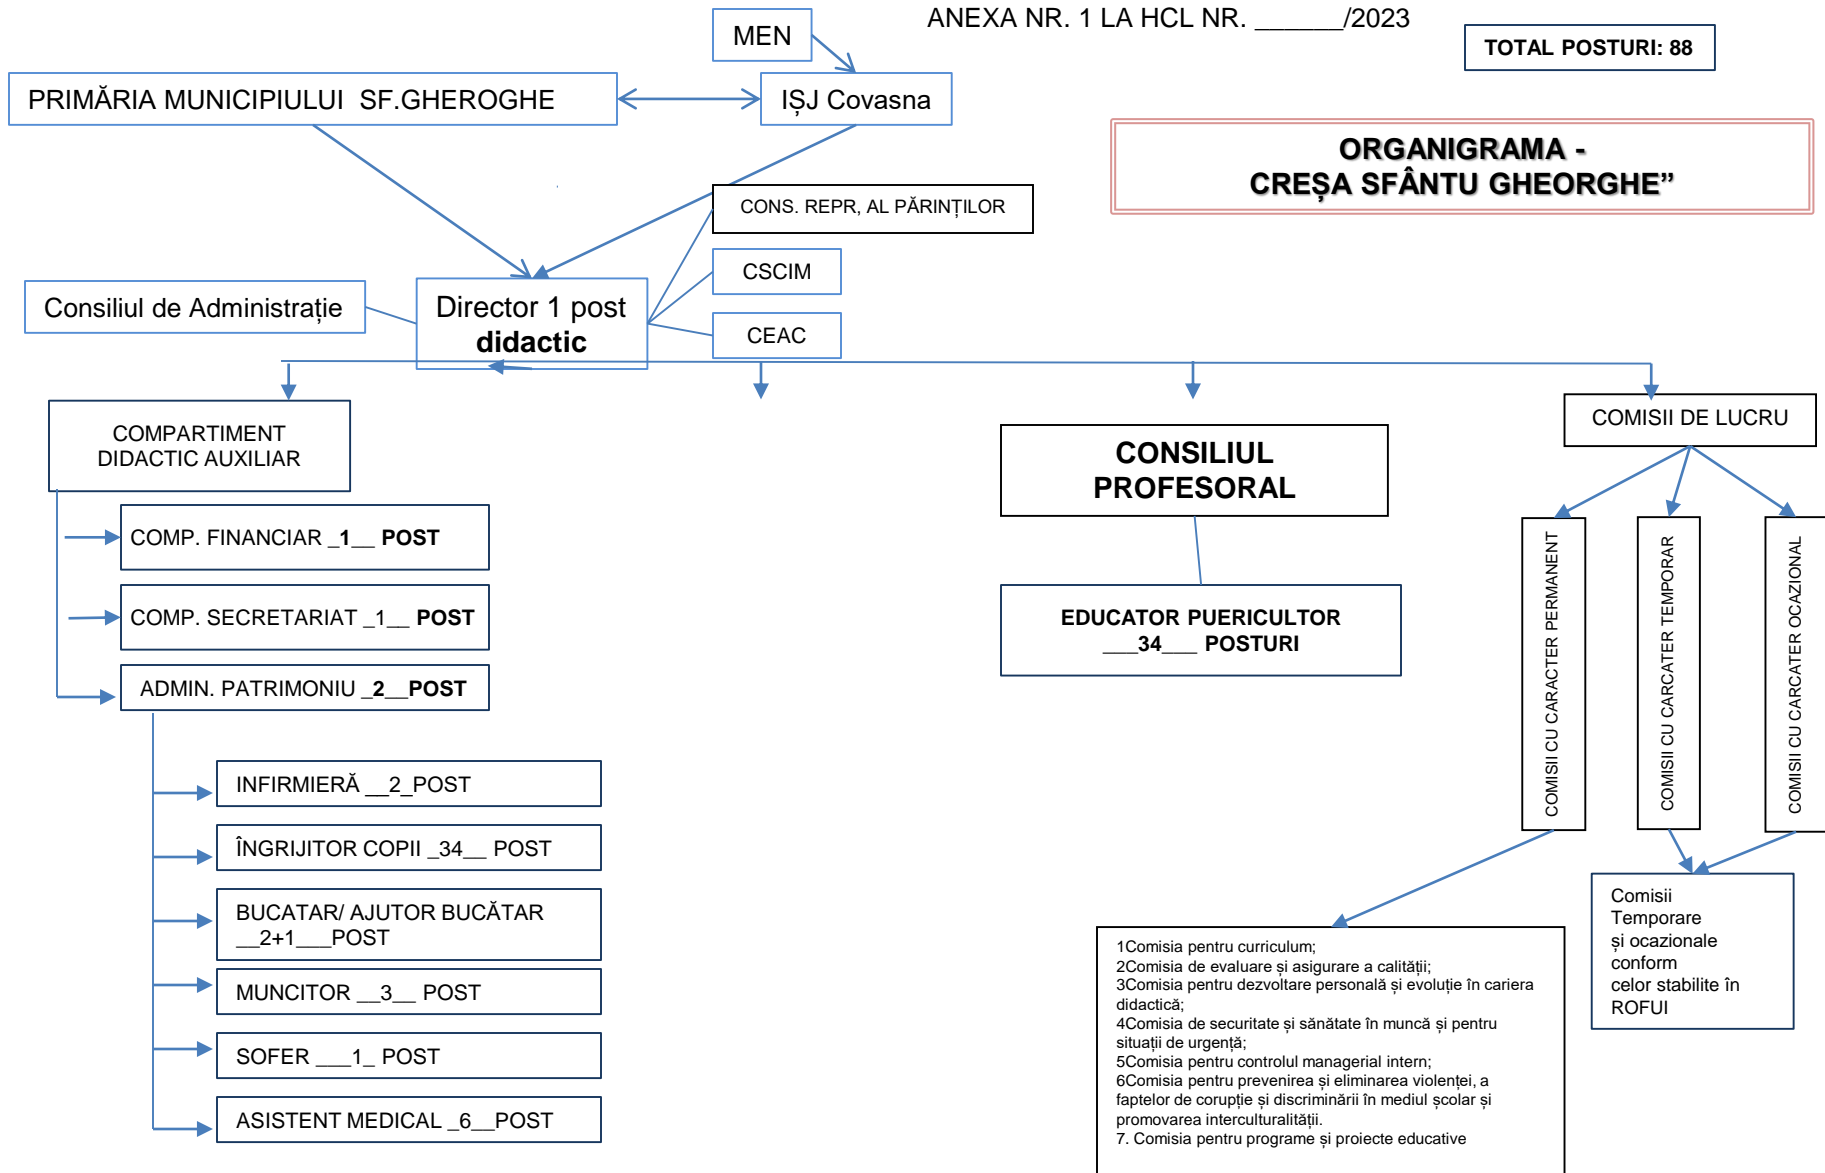 ANEXA NR. 1 LA HCL NR. ______/2023
MEN
TOTAL POSTURI: 88
PRIMĂRIA MUNICIPIULUI SF.GHEROGHE
IȘJ Covasna
ORGANIGRAMA -
CREȘA SFÂNTU GHEORGHE”
CONS. REPR, AL PĂRINȚILOR
CSCIM
CEAC
Consiliul de Administrație
Director 1 post
didactic
COMPARTIMENT
DIDACTIC AUXILIAR
COMP. FINANCIAR _1__ POST
COMP. SECRETARIAT _1__ POST
ADMIN. PATRIMONIU _2__POST
INFIRMIERĂ __2_POST
ÎNGRIJITOR COPII _34__ POST
BUCATAR/ AJUTOR BUCĂTAR
__2+1___POST
MUNCITOR __3__ POST
SOFER ___1_ POST
ASISTENT MEDICAL _6__POST
CONSILIUL
PROFESORAL
EDUCATOR PUERICULTOR
___34___ POSTURI
COMISII DE LUCRU
COMISII CU CARACTER PERMANENT
COMISII CU CARCATER TEMPORAR
COMISII CU CARCATER OCAZIONAL
1Comisia pentru curriculum;
2Comisia de evaluare și asigurare a calității;
3Comisia pentru dezvoltare personală și evoluție în cariera
didactică;
4Comisia de securitate și sănătate în muncă și pentru
situații de urgență;
5Comisia pentru controlul managerial intern;
6Comisia pentru prevenirea și eliminarea violenței, a
faptelor de corupție și discriminării în mediul școlar și
promovarea interculturalității.
7. Comisia pentru programe și proiecte educative
Comisii
Temporare
și ocazionale
conform
celor stabilite în
ROFUI